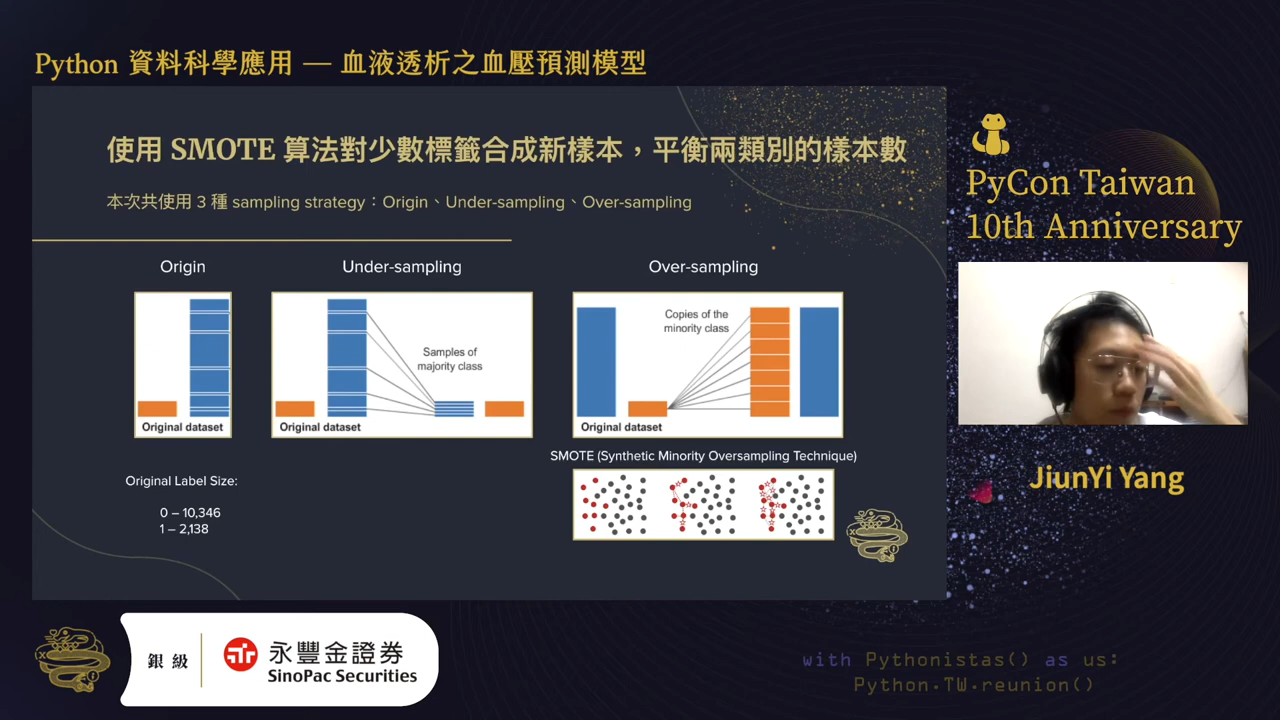 Python 資料科學應用 — 血液透析之血壓預測模型
使用 SMOTE 算法對少數標籤合成新樣本，平衡兩類別的樣本數
本次共使用 3 種 sampling strategy：Origin、Under-sampling、Over-sampling
Origin
Under-sampling
Over-sampling
Original dataset
Samples of
majority class
Original dataset
Copies of the
minority class
Original dataset
SMOTE (Synthetic Minority Oversampling Technique)
Original Label Size:
0 – 10,346
1 – 2,138
PyCon Taiwan
10th Anniversary
JiunYi Yang
銀級
永豐金證券
SinoPac Securities
with Pythonistas() as us:
Python.TW.reunion()